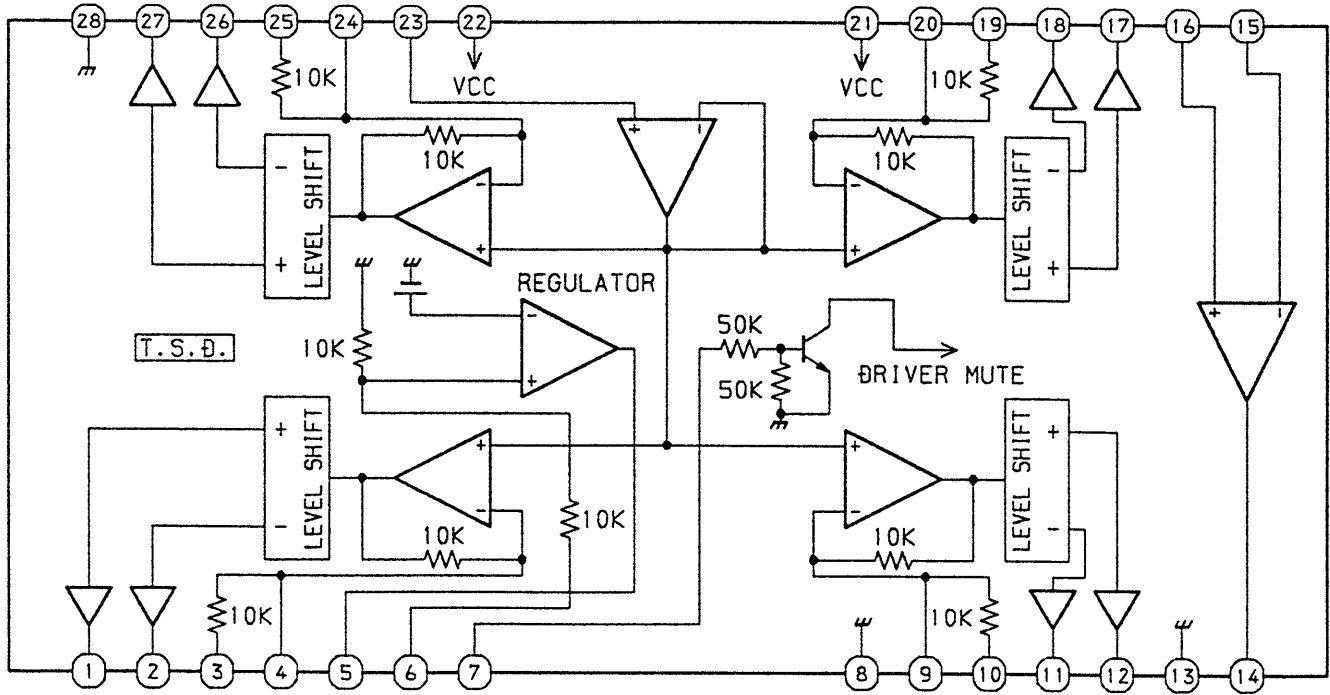 28 27 26 25 24 23 22 21 20 19 18 17 16 15
10K VCC VCC 10K
10K + - 10K
- LEVEL SHIFT - - LEVEL SHIFT -
+ + + +
REGULATOR
-
T.S.D. 10K 50K
+ 50K DRIVER MUTE
+ -
+ LEVEL SHIFT + + LEVEL SHIFT +
- - - -
10K
10K 10K
10K 10K
1 2 3 4 5 6 7 8 9 10 11 12 13 14